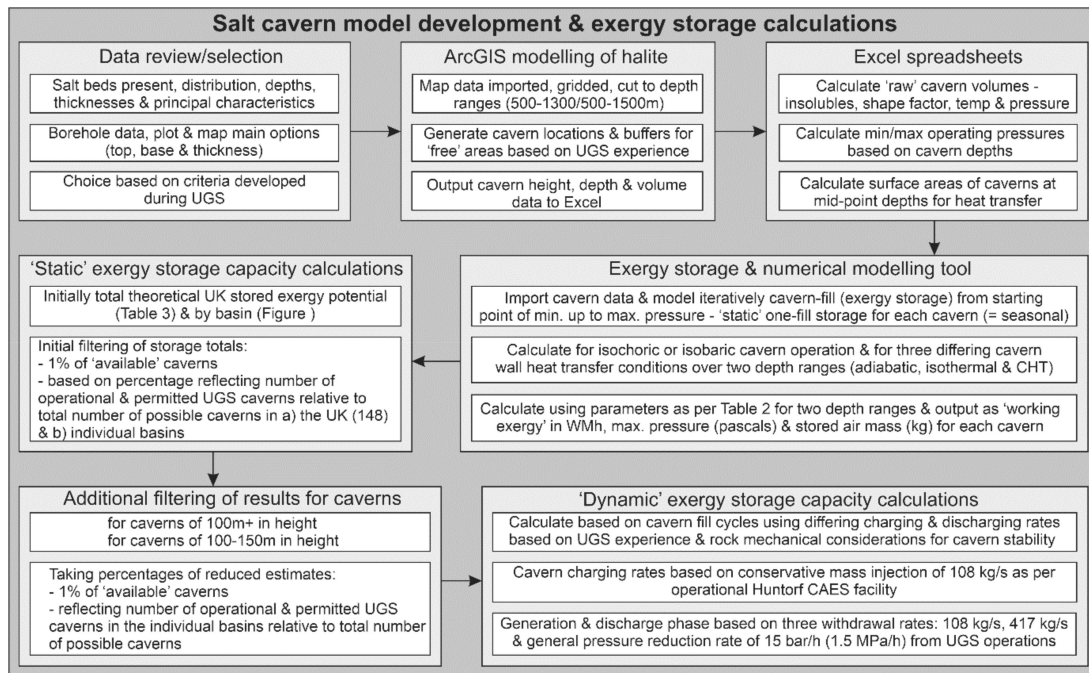 Salt cavern model development & exergy storage calculations
Data review/selection
Salt beds present, distribution, depths,
thicknesses & principal characteristics
Borehole data, plot & map main options
(top, base & thickness)
Choice based on criteria developed
during UGS
ArcGIS modelling of halite
Map data imported, gridded, cut to depth
ranges (500-1300/500-1500m)
Generate cavern locations & buffers for
'free' areas based on UGS experience
Output cavern height, depth & volume
data to Excel
Excel spreadsheets
Calculate 'raw' cavern volumes -
insolubles, shape factor, temp & pressure
Calculate min/max operating pressures
based on cavern depths
Calculate surface areas of caverns at
mid-point depths for heat transfer
Exergy storage & numerical modelling tool
Import cavern data & model iteratively cavern-fill (exergy storage) from starting
point of min. up to max. pressure - 'static' one-fill storage for each cavern (= seasonal)
Calculate for isochoric or isobaric cavern operation & for three differing cavern
wall heat transfer conditions over two depth ranges (adiabatic, isothermal & CHT)
Calculate using parameters as per Table 2 for two depth ranges & output as 'working
exergy' in WMh, max. pressure (pascals) & stored air mass (kg) for each cavern
'Static' exergy storage capacity calculations
Initially total theoretical UK stored exergy potential
(Table 3) & by basin (Figure )
Initial filtering of storage totals:
- 1% of 'available' caverns
- based on percentage reflecting number of
operational & permitted UGS caverns relative to
total number of possible caverns in a) the UK (148)
& b) individual basins
Additional filtering of results for caverns
for caverns of 100m+ in height
for caverns of 100-150m in height
Taking percentages of reduced estimates:
- 1% of 'available' caverns
- reflecting number of operational & permitted UGS
caverns in the individual basins relative to total number
of possible caverns
'Dynamic' exergy storage capacity calculations
Calculate based on cavern fill cycles using differing charging & discharging rates
based on UGS experience & rock mechanical considerations for cavern stability
Cavern charging rates based on conservative mass injection of 108 kg/s as per
operational Huntorf CAES facility
Generation & discharge phase based on three withdrawal rates: 108 kg/s, 417 kg/s
& general pressure reduction rate of 15 bar/h (1.5 MPa/h) from UGS operations